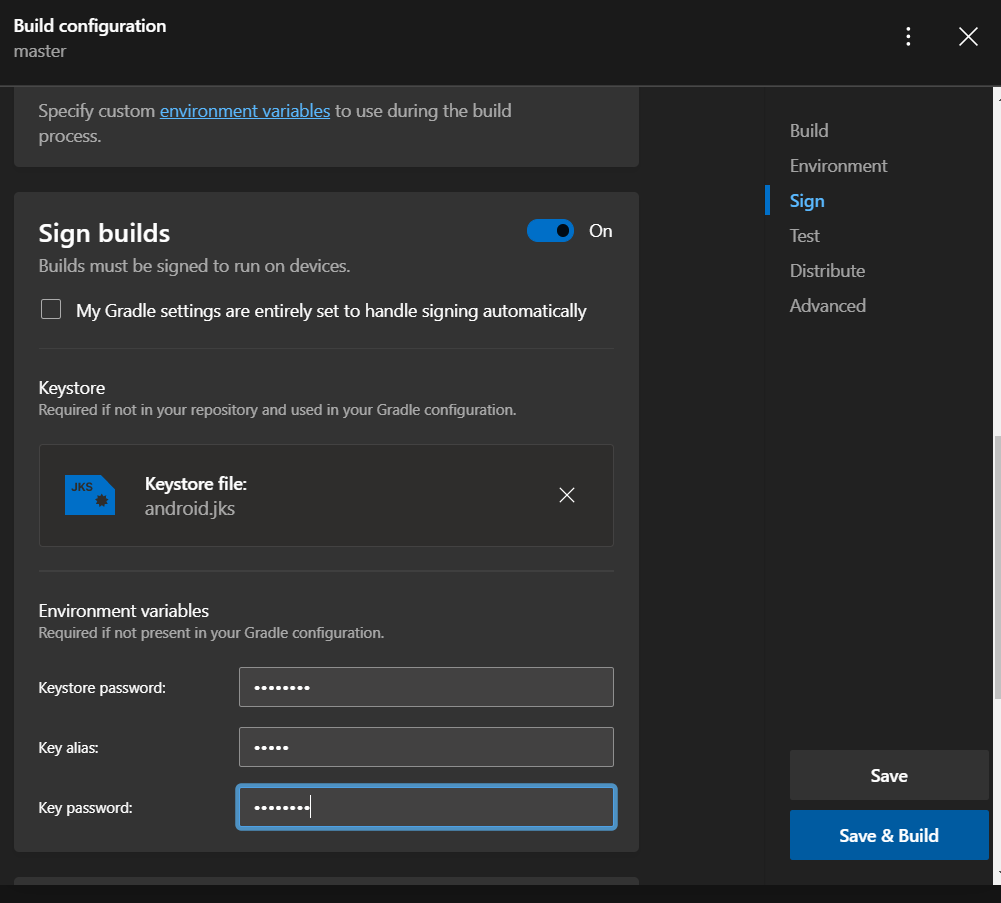 Build configuration
master
Specify custom environment variables to use during the build
process.
Sign builds
On
Builds must be signed to run on devices.
My Gradle settings are entirely set to handle signing automatically
Keystore
Required if not in your repository and used in your Gradle configuration.
JKS
Keystore file:
android.jks
Environment variables
Required if not present in your Gradle configuration.
Keystore password:
••••••••
Key alias:
•••••
Key password:
••••••••
Build
Environment
Sign
Test
Distribute
Advanced
Save
Save & Build